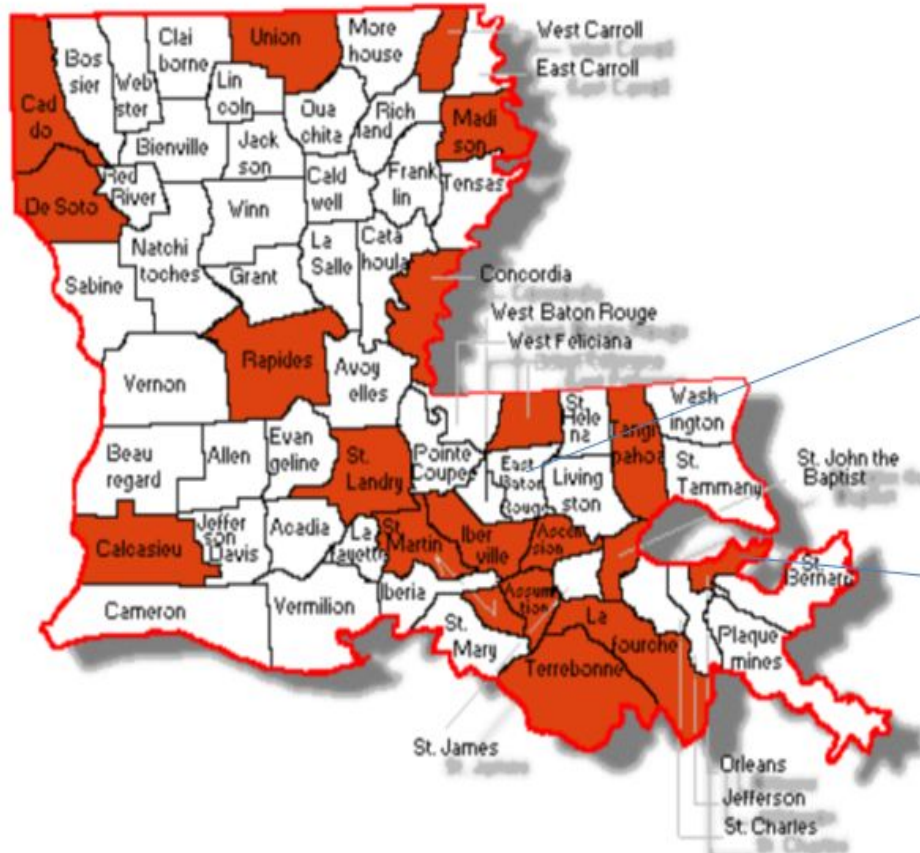 West Carroll
East Carroll
Union
More
house
Clai
borne
Bos
sier
Web
ster
Lin
coln
Oua
chita
Rich
land
Madi
son
Cad
do
Bienville
Jack
son
Frank
lin
Tensas
Red
River
Cald
well
De Soto
Winn
Natchi
toches
La
Salle
Cata
houla
Grant
Sabine
Concordia
West Baton Rouge
West Feliciana
Rapides
Vernon
Avoy
elles
St.
Hele
na
Wash
ington
Tangi
pahoa
Beau
regard
Allen
Evan
geline
St.
Landry
Pointe
Coupee
East
Baton
Rouge
Living
ston
St.
Tammany
St. John the
Baptist
Calcasieu
Jeffer
son
Davis
Acadia
La
fayette
St.
Martin
Iber
ville
Ascen
sion
St.
Bernard
Cameron
Vermilion
Iberia
St.
Mary
Assum
tion
La
fourche
Plaque
mines
Terrebonne
St. James
Orleans
Jefferson
St. Charles